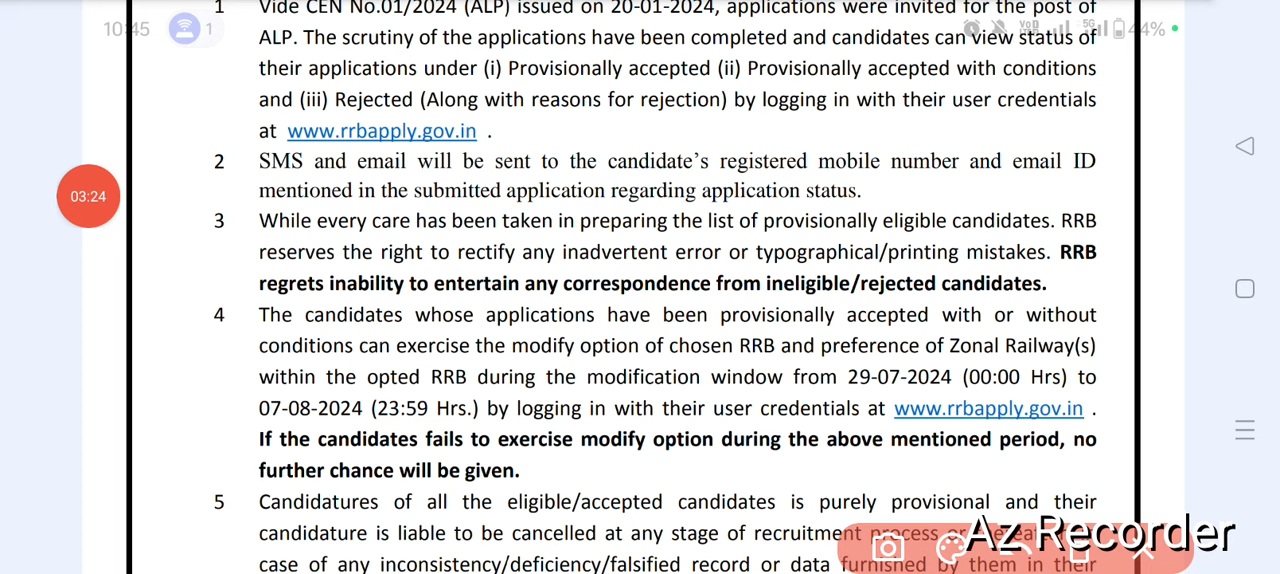 1 Vide CEN No.01/2024 (ALP) issued on 20-01-2024, applications were invited for the post of
10:45 1 VoD 5G 44%
ALP. The scrutiny of the applications have been completed and candidates can view status of
their applications under (i) Provisionally accepted (ii) Provisionally accepted with conditions
and (iii) Rejected (Along with reasons for rejection) by logging in with their user credentials
at www.rrbapply.gov.in .
2 SMS and email will be sent to the candidate's registered mobile number and email ID
03:24
mentioned in the submitted application regarding application status.
3 While every care has been taken in preparing the list of provisionally eligible candidates. RRB
reserves the right to rectify any inadvertent error or typographical/printing mistakes. RRB
regrets inability to entertain any correspondence from ineligible/rejected candidates.
4 The candidates whose applications have been provisionally accepted with or without
conditions can exercise the modify option of chosen RRB and preference of Zonal Railway(s)
within the opted RRB during the modification window from 29-07-2024 (00:00 Hrs) to
07-08-2024 (23:59 Hrs.) by logging in with their user credentials at www.rrbapply.gov.in .
If the candidates fails to exercise modify option during the above mentioned period, no
further chance will be given.
5 Candidatures of all the eligible/accepted candidates is purely provisional and their
candidature is liable to be cancelled at any stage of recruitment process
Az Recorder
case of any inconsistency/deficiency/falsified record or data furnished by them in their